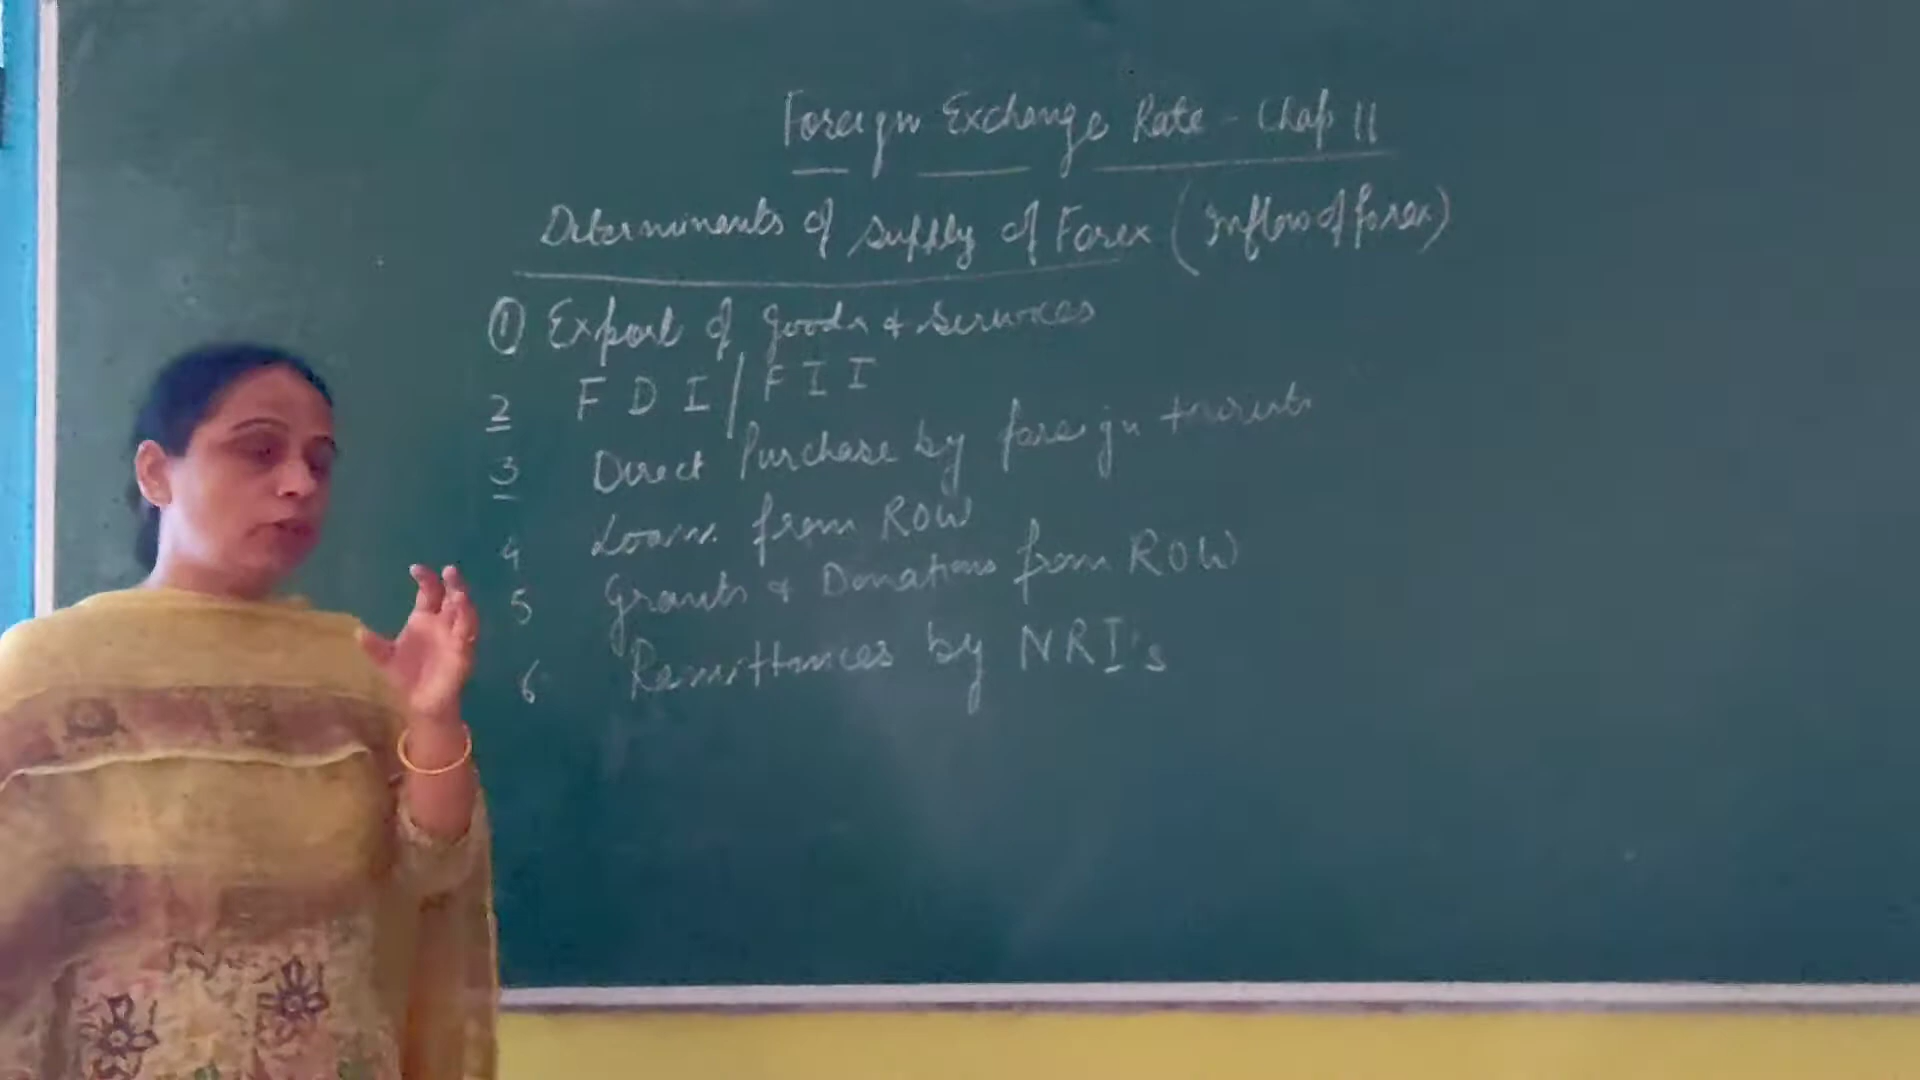 Foreign Exchange Rate - Chap 11
Determinants of supply of Forex (Inflow of forex)
① Export of goods & services
2 FDI/FII
3 Direct Purchase by foreign tourists
4 Loans from ROW
5 Grants & Donations from ROW
6 Remittances by NRI's